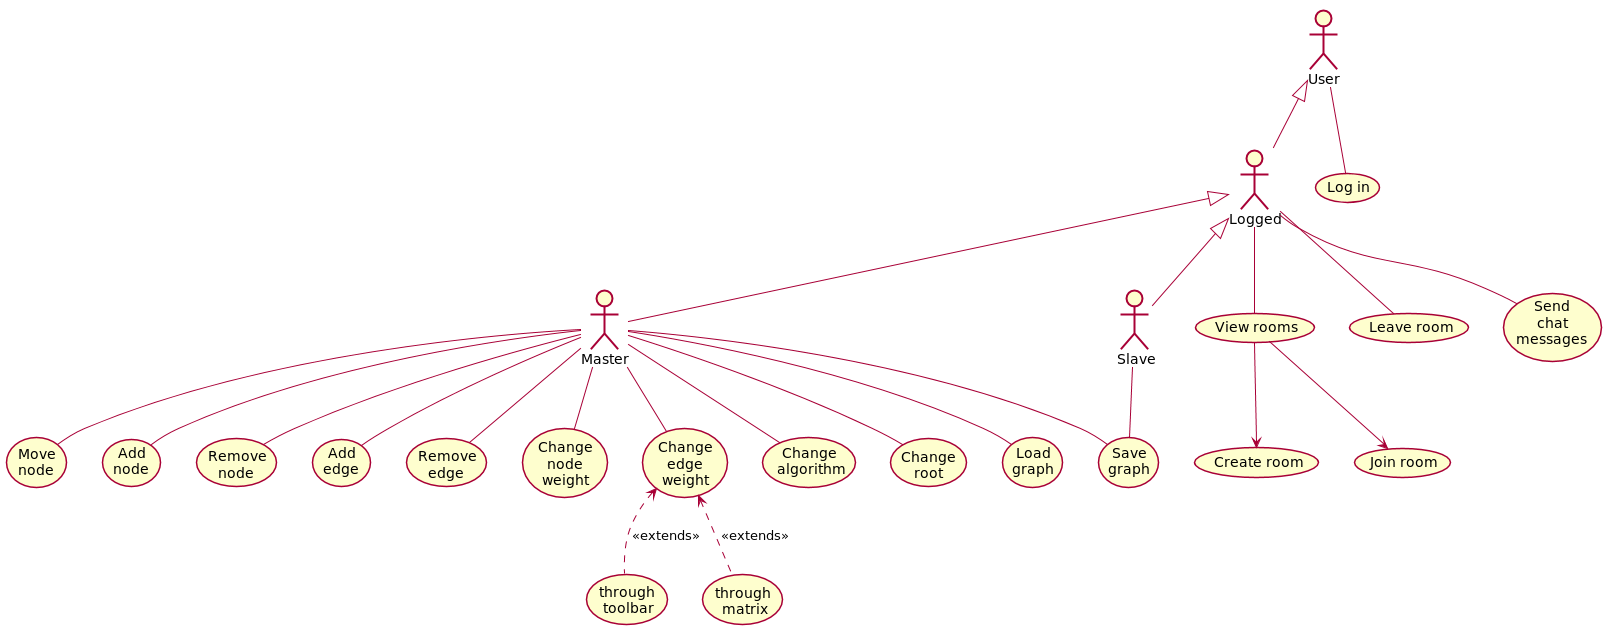 User
Log in
Logged
Master
Slave
View rooms
Leave room
Send
chat
messages
Move
node
Add
node
Remove
node
Add
edge
Remove
edge
Change
node
weight
Change
edge
weight
Change
algorithm
Change
root
Load
graph
Save
graph
Create room
Join room
«extends»
«extends»
through
toolbar
through
matrix